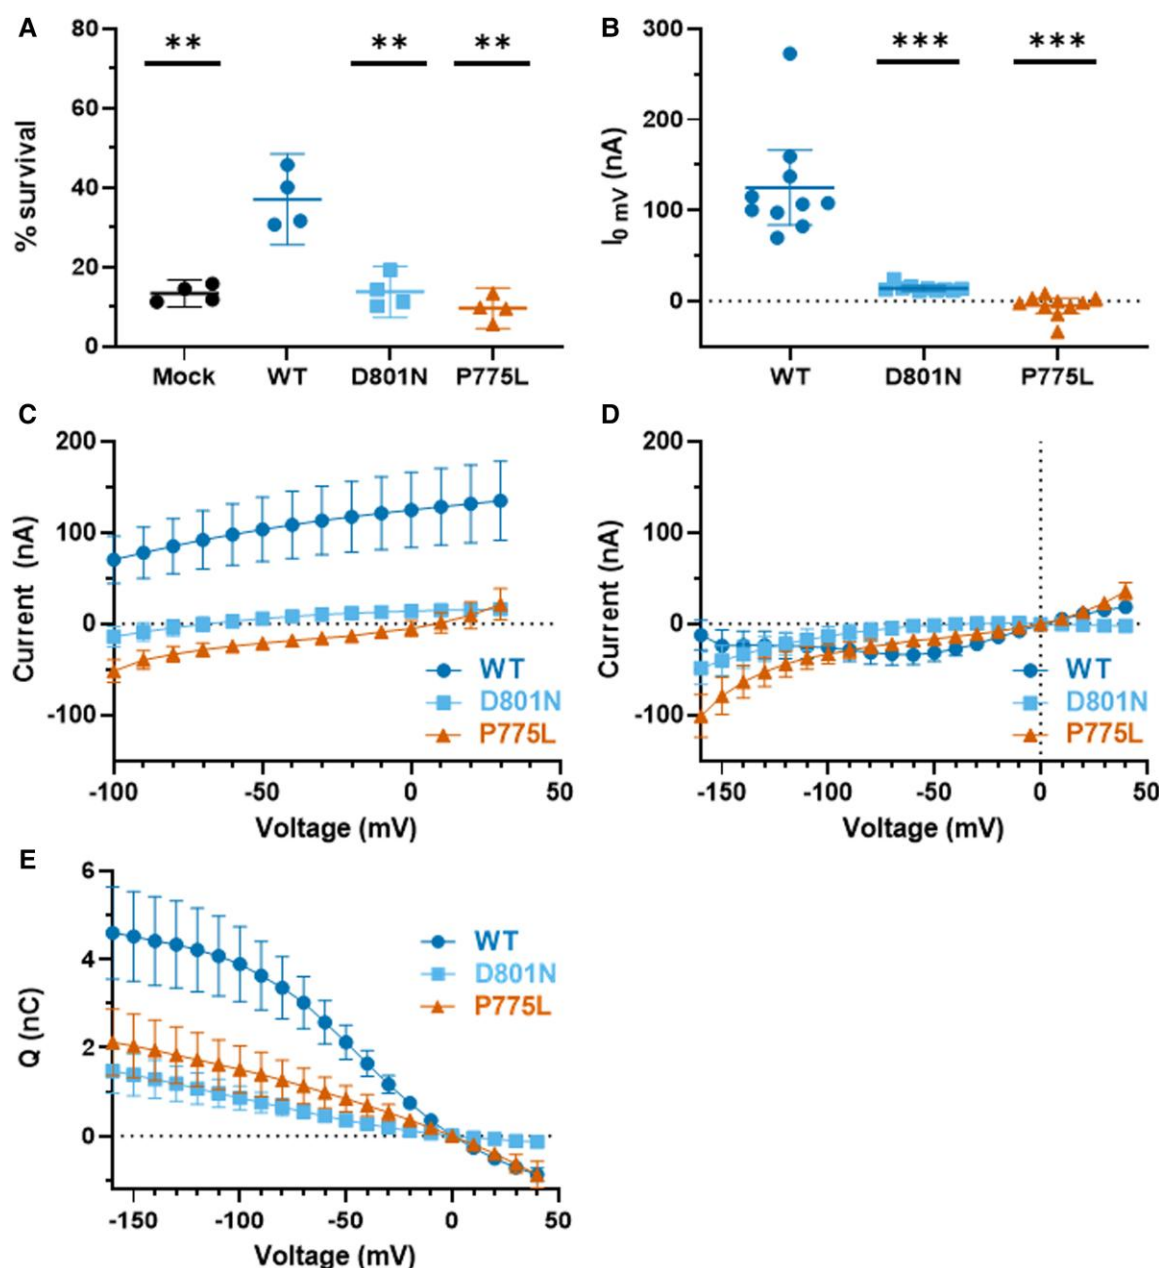 A
80
60
40
20
0
% survival
** ** **
Mock WT D801N P775L
B
300
200
100
0
I0 mV (nA)
*** ***
WT D801N P775L
C
200
100
0
-100
Current (nA)
WT
D801N
P775L
-100 -50 0 50
Voltage (mV)
D
200
100
0
-100
Current (nA)
WT
D801N
P775L
-150 -100 -50 0 50
Voltage (mV)
E
6
4
2
0
Q (nC)
WT
D801N
P775L
-150 -100 -50 0 50
Voltage (mV)